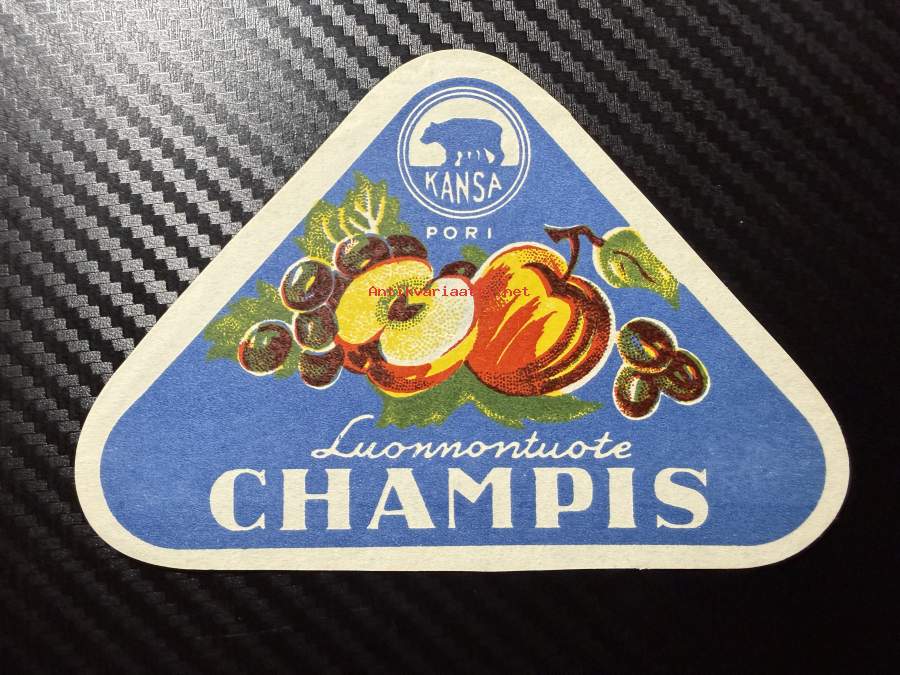 KANSA
PORI
Antikvariaatti.net
Luonnontuote
CHAMPIS